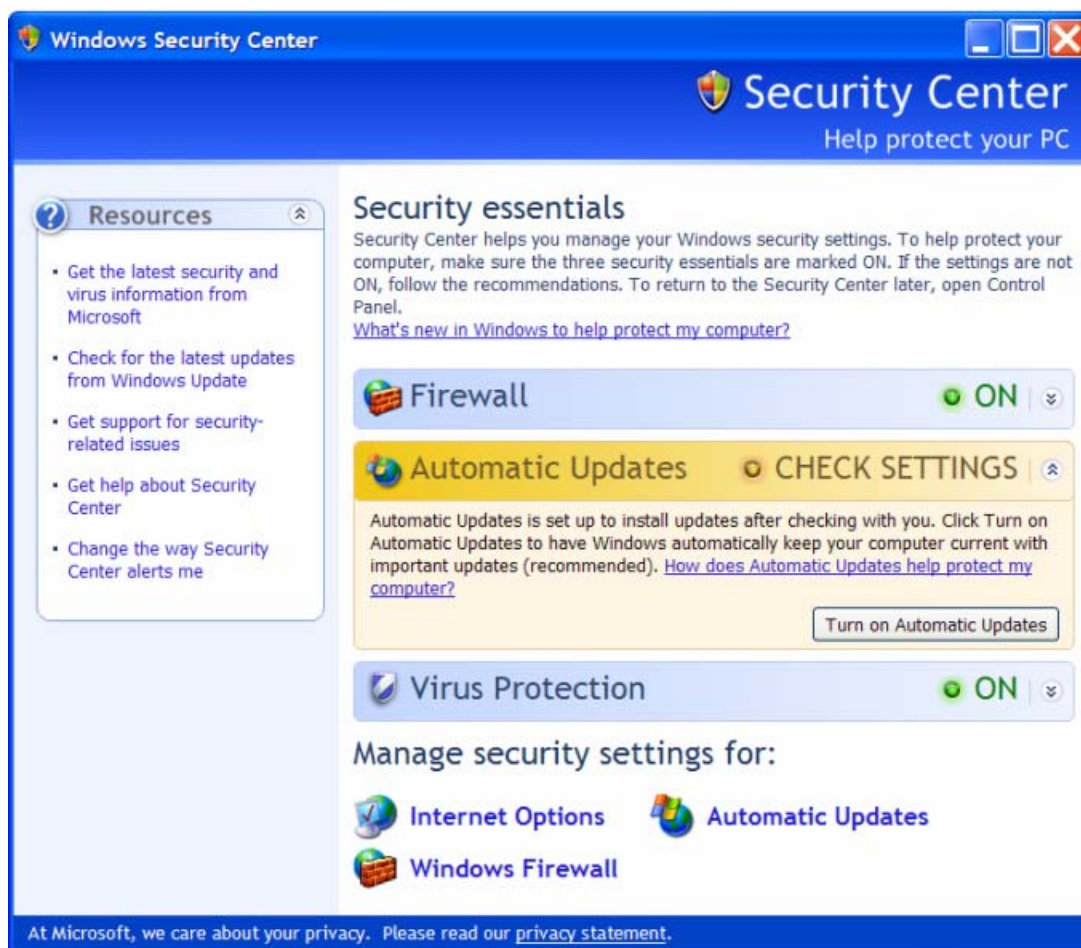 Windows Security Center
Security Center
Help protect your PC
Resources
Get the latest security and
virus information from
Microsoft
Check for the latest updates
from Windows Update
Get support for security-
related issues
Get help about Security
Center
Change the way Security
Center alerts me
Security essentials
Security Center helps you manage your Windows security settings. To help protect your
computer, make sure the three security essentials are marked ON. If the settings are not
ON, follow the recommendations. To return to the Security Center later, open Control
Panel.
What's new in Windows to help protect my computer?
Firewall ON
Automatic Updates CHECK SETTINGS
Automatic Updates is set up to install updates after checking with you. Click Turn on
Automatic Updates to have Windows automatically keep your computer current with
important updates (recommended). How does Automatic Updates help protect my
computer?
Turn on Automatic Updates
Virus Protection ON
Manage security settings for:
Internet Options Automatic Updates
Windows Firewall
At Microsoft, we care about your privacy. Please read our privacy statement.